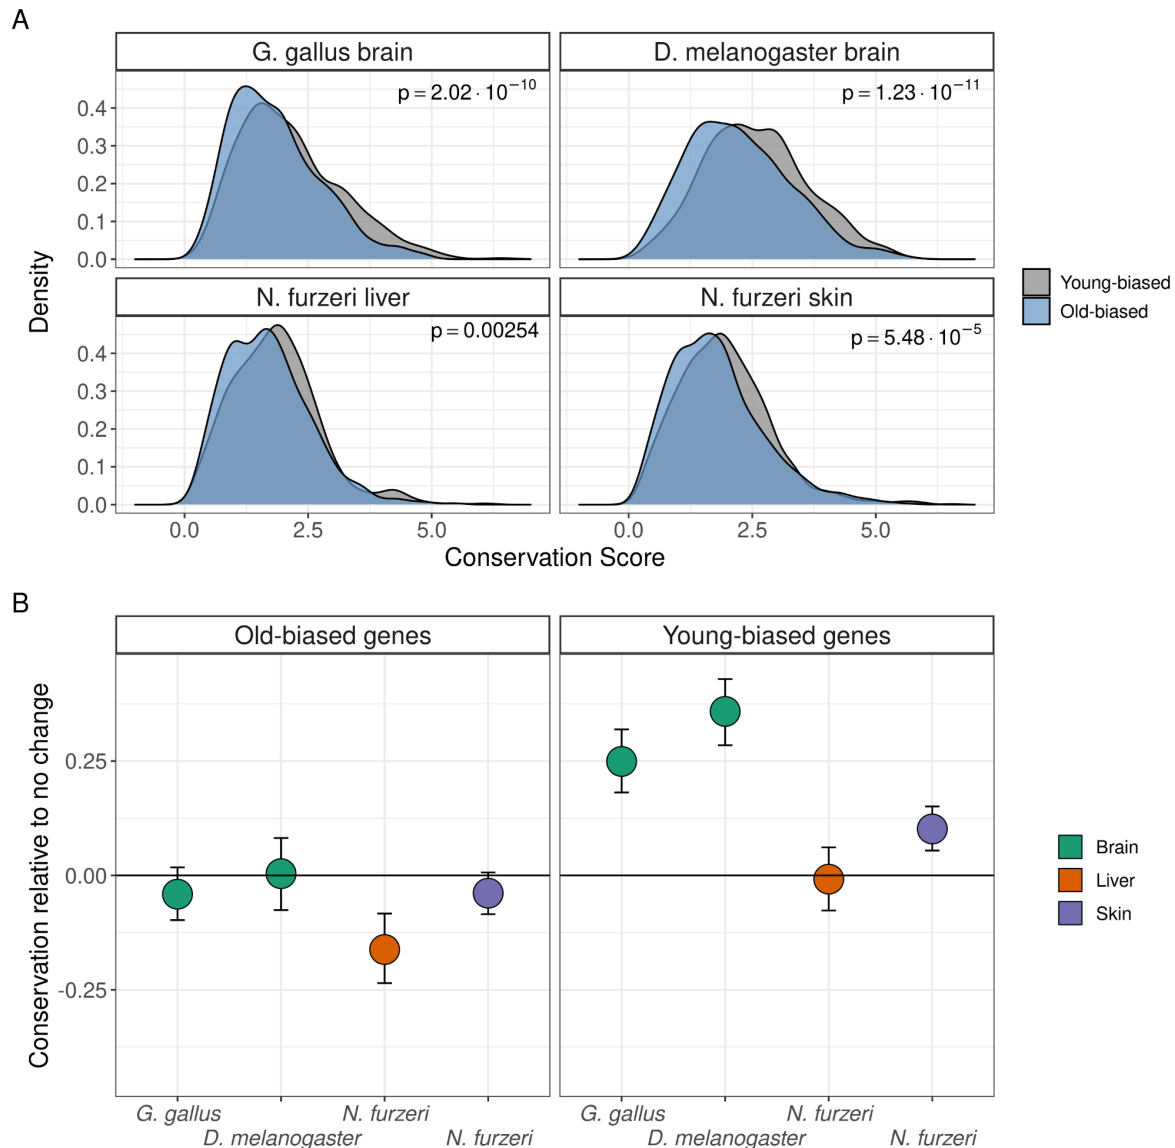 A
G. gallus brain
D. melanogaster brain
p = 2.02 · 10⁻¹⁰
p = 1.23 · 10⁻¹¹
0.4
0.3
0.2
0.1
0.0
N. furzeri liver
N. furzeri skin
p = 0.00254
p = 5.48 · 10⁻⁵
0.4
0.3
0.2
0.1
0.0
Density
0.0 2.5 5.0
0.0 2.5 5.0
Conservation Score
Young-biased
Old-biased
B
Old-biased genes
Young-biased genes
Conservation relative to no change
0.25
0.00
-0.25
Brain
Liver
Skin
G. gallus N. furzeri
D. melanogaster N. furzeri
G. gallus N. furzeri
D. melanogaster N. furzeri